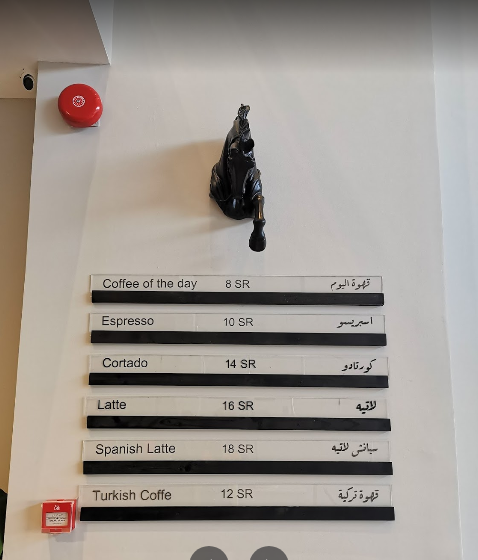 Coffee of the day 8 SR قهوة اليوم
Espresso 10 SR اسبريسو
Cortado 14 SR كورتادو
Latte 16 SR لاتيه
Spanish Latte 18 SR سبانش لاتيه
Turkish Coffe 12 SR قهوة تركية